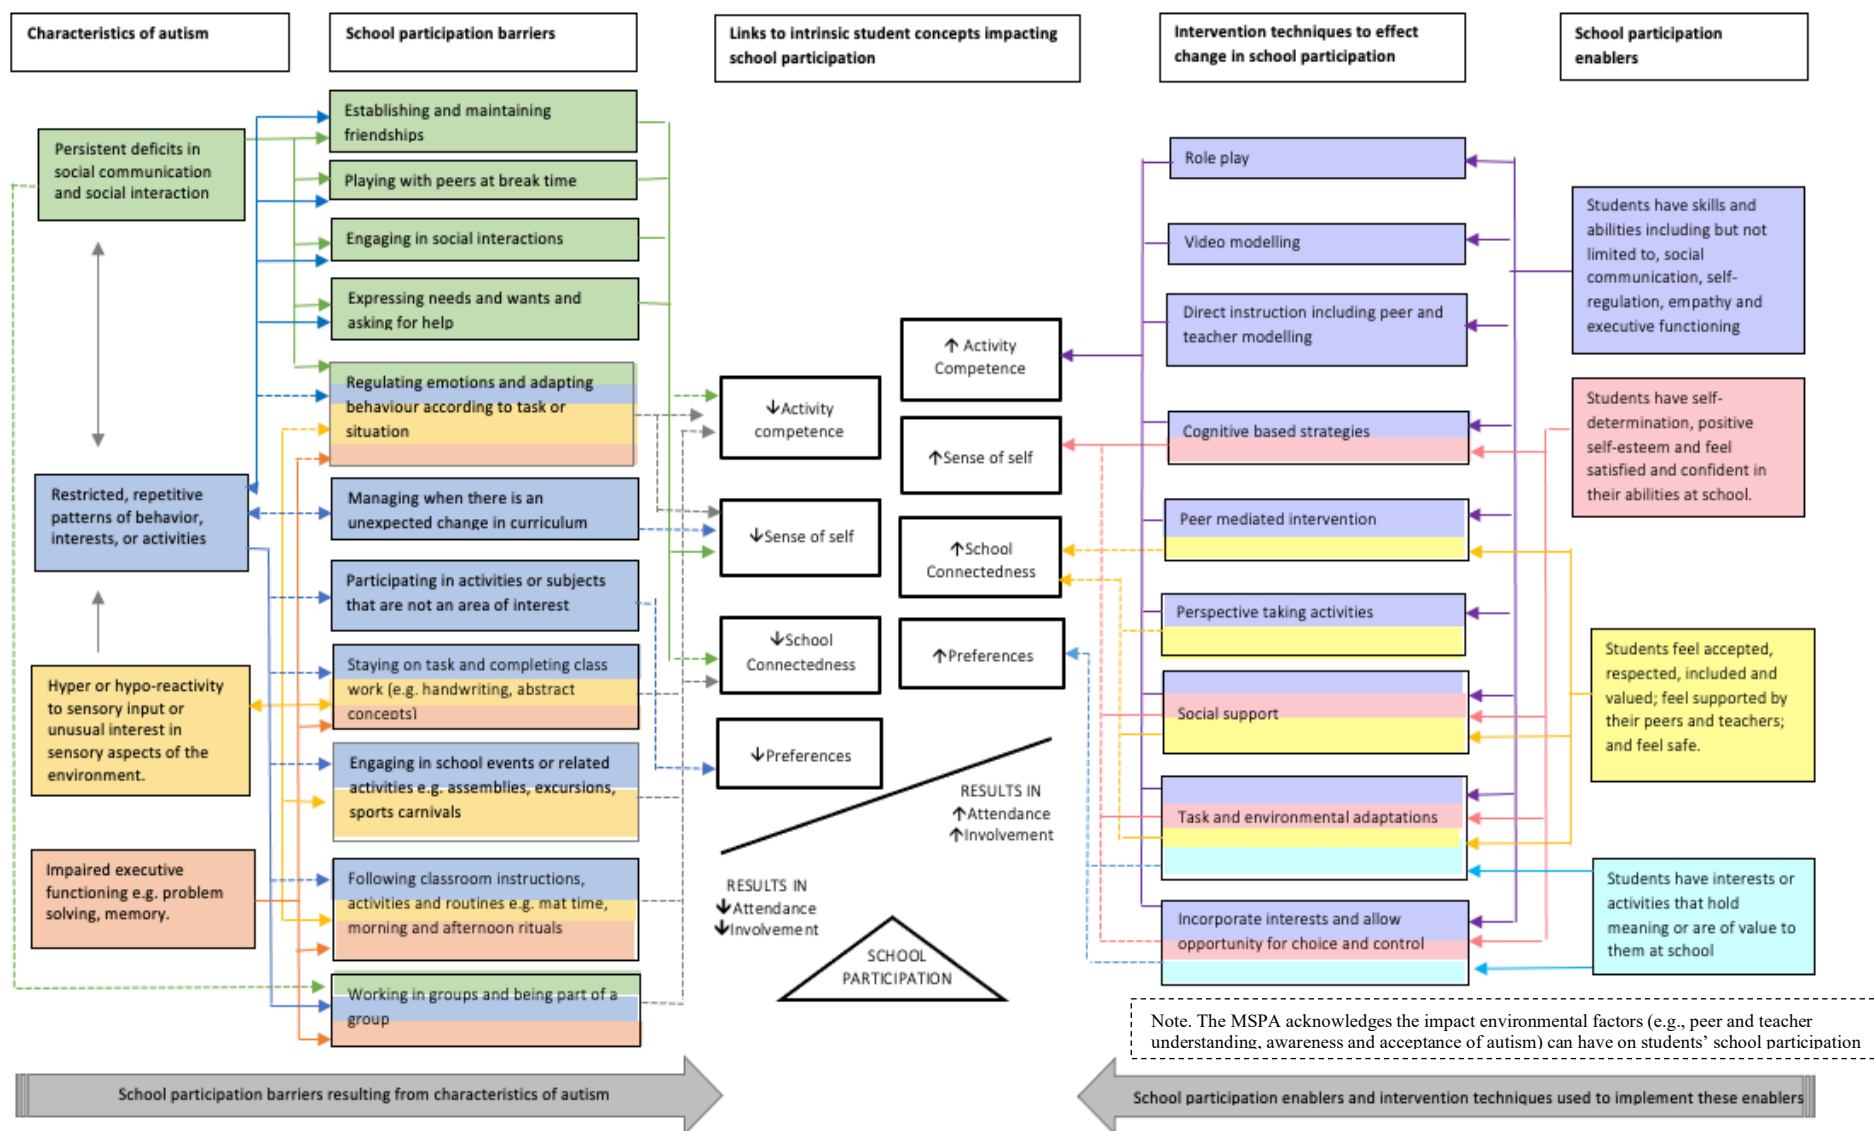 Characteristics of autism
School participation barriers
Links to intrinsic student concepts impacting
school participation
Intervention techniques to effect
change in school participation
School participation
enablers
Persistent deficits in
social communication
and social interaction
Restricted, repetitive
patterns of behavior,
interests, or activities
Hyper or hypo-reactivity
to sensory input or
unusual interest in
sensory aspects of the
environment.
Impaired executive
functioning e.g. problem
solving, memory.
Establishing and maintaining
friendships
Playing with peers at break time
Engaging in social interactions
Expressing needs and wants and
asking for help
Regulating emotions and adapting
behaviour according to task or
situation
Managing when there is an
unexpected change in curriculum
Participating in activities or subjects
that are not an area of interest
Staying on task and completing class
work (e.g. handwriting, abstract
concepts)
Engaging in school events or related
activities e.g. assemblies, excursions,
sports carnivals
Following classroom instructions,
activities and routines e.g. mat time,
morning and afternoon rituals
Working in groups and being part of a
group
↓Activity
competence
↓Sense of self
↓School
Connectedness
↓Preferences
↑ Activity
Competence
↑Sense of self
↑School
Connectedness
↑Preferences
RESULTS IN
↑Attendance
↑Involvement
RESULTS IN
↓Attendance
↓Involvement
SCHOOL
PARTICIPATION
Role play
Video modelling
Direct instruction including peer and
teacher modelling
Cognitive based strategies
Peer mediated intervention
Perspective taking activities
Social support
Task and environmental adaptations
Incorporate interests and allow
opportunity for choice and control
Students have skills and
abilities including but not
limited to, social
communication, self-
regulation, empathy and
executive functioning
Students have self-
determination, positive
self-esteem and feel
satisfied and confident in
their abilities at school.
Students feel accepted,
respected, included and
valued; feel supported by
their peers and teachers;
and feel safe.
Students have interests or
activities that hold
meaning or are of value to
them at school
Note. The MSPA acknowledges the impact environmental factors (e.g., peer and teacher
understanding, awareness and acceptance of autism) can have on students' school participation
School participation barriers resulting from characteristics of autism
School participation enablers and intervention techniques used to implement these enablers